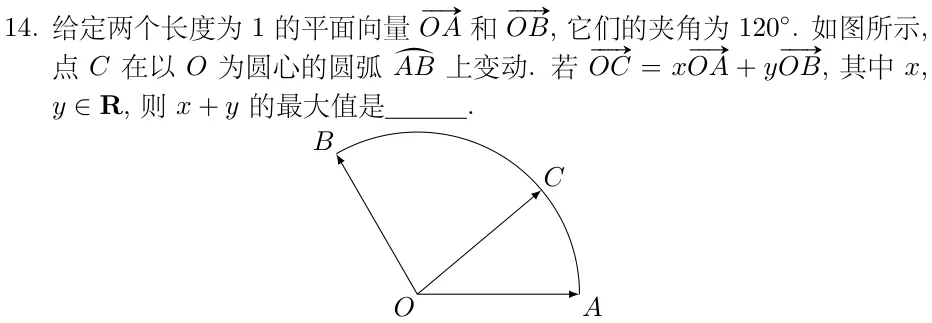 14. 给定两个长度为 1 的平面向量 $\overrightarrow{OA}$ 和 $\overrightarrow{OB}$, 它们的夹角为 120°. 如图所示,
点 C 在以 O 为圆心的圆弧 $\overset{\frown}{AB}$ 上变动. 若 $\overrightarrow{OC} = x\overrightarrow{OA} + y\overrightarrow{OB}$, 其中 x,
y ∈ R, 则 x + y 的最大值是______.
B
C
O
A